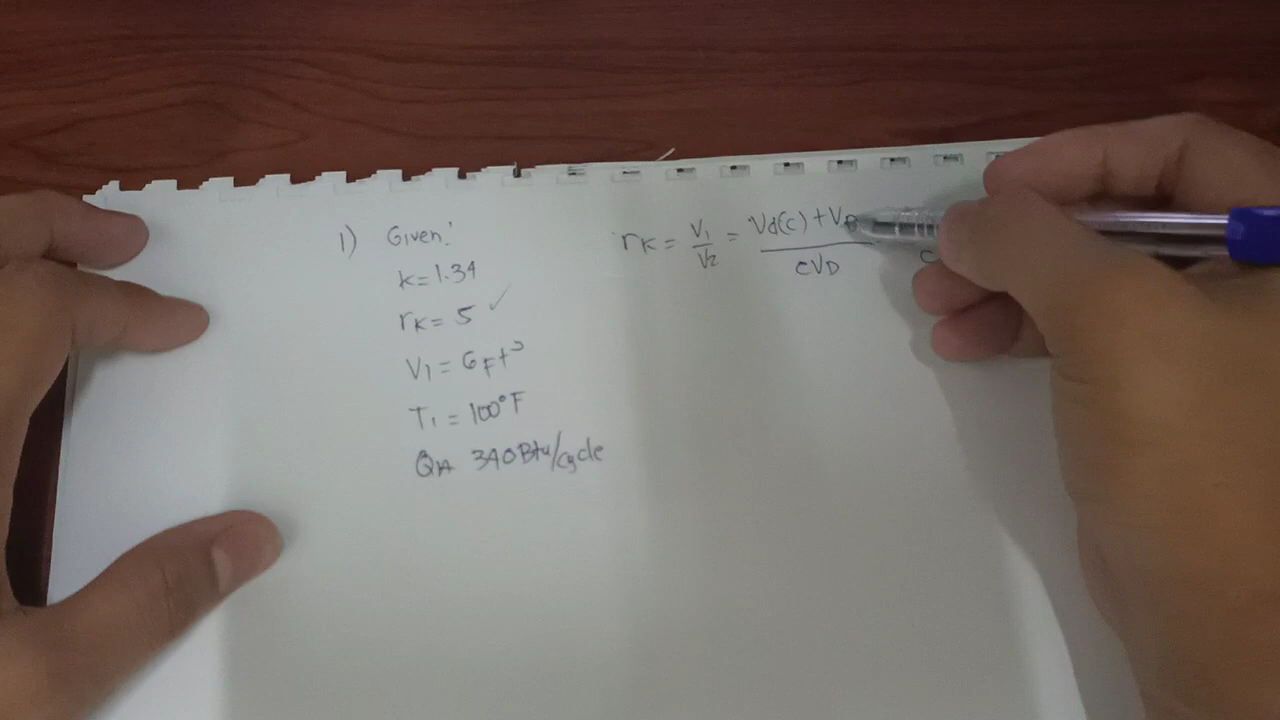 1) Given:
k = 1.34
rK = 5 ✓
V1 = 6 Ft³
T1 = 100°F
QA 340 Btu/cycle
rK = V1/V2 = Vd(c) + VD / cVD
c